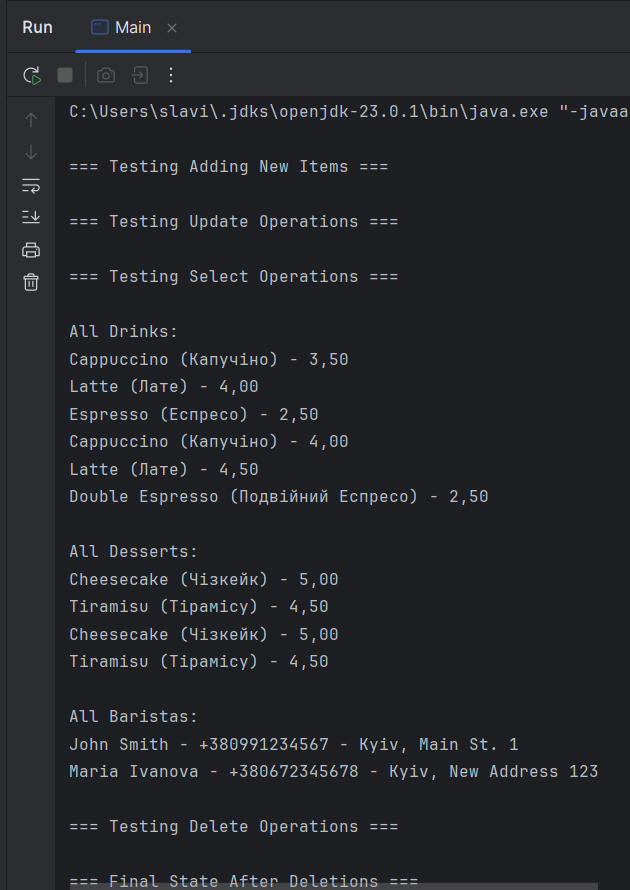 Run Main
C:\Users\slavi\.jdks\openjdk-23.0.1\bin\java.exe "-javaa
=== Testing Adding New Items ===
=== Testing Update Operations ===
=== Testing Select Operations ===
All Drinks:
Cappuccino (Капучіно) - 3,50
Latte (Лате) - 4,00
Espresso (Еспресо) - 2,50
Cappuccino (Капучіно) - 4,00
Latte (Лате) - 4,50
Double Espresso (Подвійний Еспресо) - 2,50
All Desserts:
Cheesecake (Чізкейк) - 5,00
Tiramisu (Тірамісу) - 4,50
Cheesecake (Чізкейк) - 5,00
Tiramisu (Тірамісу) - 4,50
All Baristas:
John Smith - +380991234567 - Kyiv, Main St. 1
Maria Ivanova - +380672345678 - Kyiv, New Address 123
=== Testing Delete Operations ===
=== Final State After Deletions ===